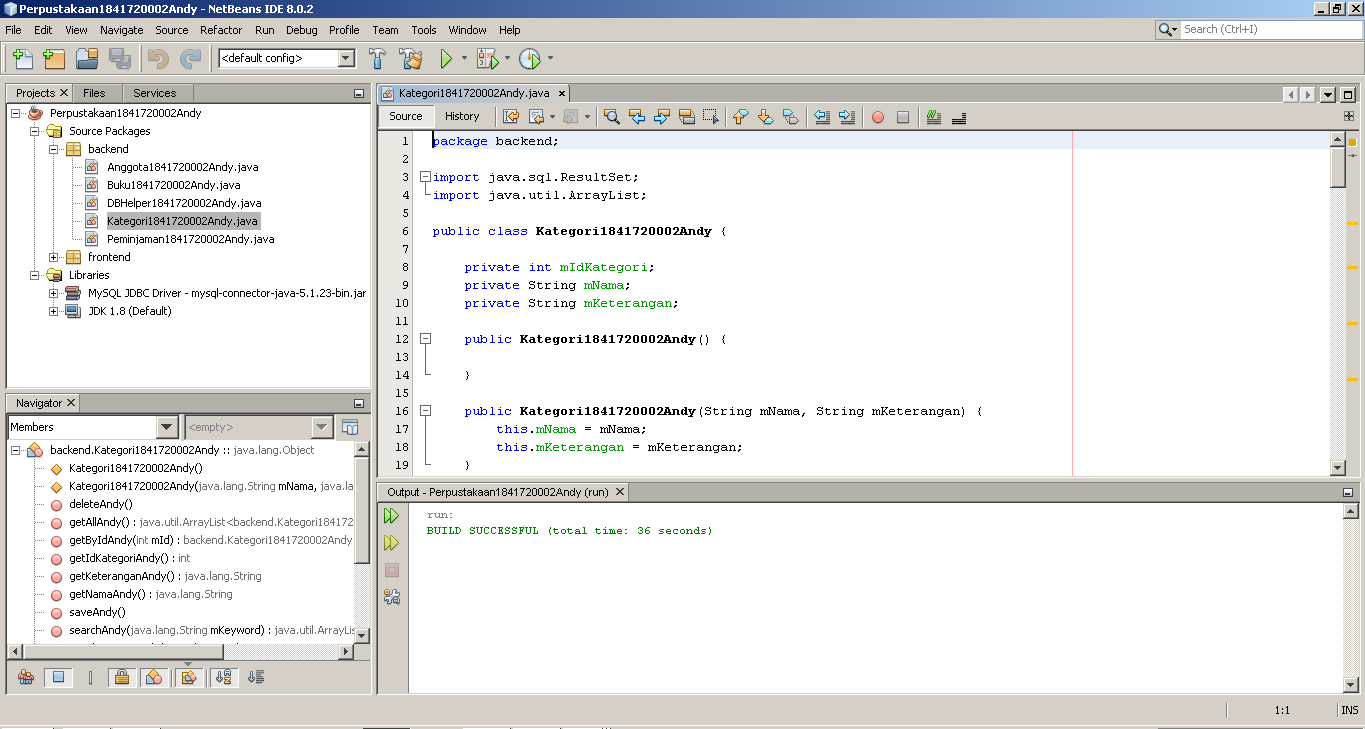 Perpustakaan1841720002Andy - NetBeans IDE 8.0.2
File Edit View Navigate Source Refactor Run Debug Profile Team Tools Window Help
Search (Ctrl+I)
<default config>
Projects Files Services
Perpustakaan1841720002Andy
Source Packages
backend
Anggota1841720002Andy.java
Buku1841720002Andy.java
DBHelper1841720002Andy.java
Kategori1841720002Andy.java
Peminjaman1841720002Andy.java
frontend
Libraries
MySQL JDBC Driver - mysql-connector-java-5.1.23-bin.jar
JDK 1.8 (Default)
Navigator
Members <empty>
backend.Kategori1841720002Andy :: java.lang.Object
Kategori1841720002Andy()
Kategori1841720002Andy(java.lang.String mNama, java.la
deleteAndy()
getAllAndy() : java.util.ArrayList<backend.Kategori184172
getByIdAndy(int mId) : backend.Kategori1841720002Andy
getIdKategoriAndy() : int
getKeteranganAndy() : java.lang.String
getNamaAndy() : java.lang.String
saveAndy()
searchAndy(java.lang.String mKeyword) : java.util.ArrayLis
Kategori1841720002Andy.java
Source History
1 package backend;
2
3 import java.sql.ResultSet;
4 import java.util.ArrayList;
5
6 public class Kategori1841720002Andy {
7
8 private int mIdKategori;
9 private String mNama;
10 private String mKeterangan;
11
12 public Kategori1841720002Andy() {
13
14 }
15
16 public Kategori1841720002Andy(String mNama, String mKeterangan) {
17 this.mNama = mNama;
18 this.mKeterangan = mKeterangan;
19 }
Output - Perpustakaan1841720002Andy (run)
run:
BUILD SUCCESSFUL (total time: 36 seconds)
1:1 INS